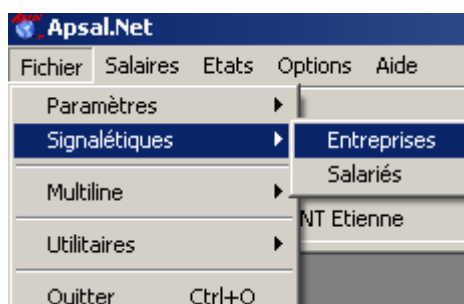 Apsal.Net
Fichier Salaires Etats Options Aide
Paramètres
Signalétiques
Entreprises
Salariés
Multiline
NT Etienne
Utilitaires
Quitter Ctrl+Q